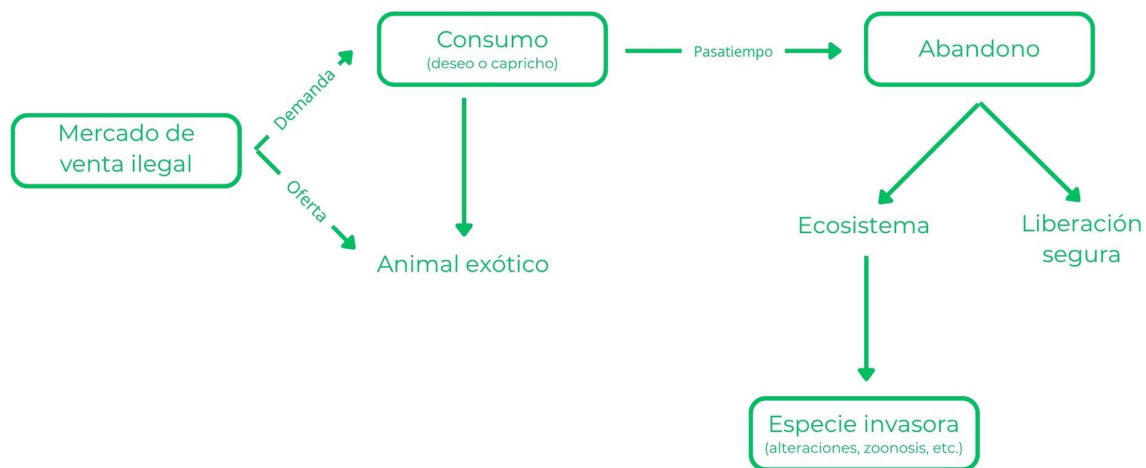 Mercado de
venta ilegal
Demanda
Oferta
Consumo
(deseo o capricho)
Animal exótico
Pasatiempo
Abandono
Ecosistema
Liberación
segura
Especie invasora
(alteraciones, zoonosis, etc.)